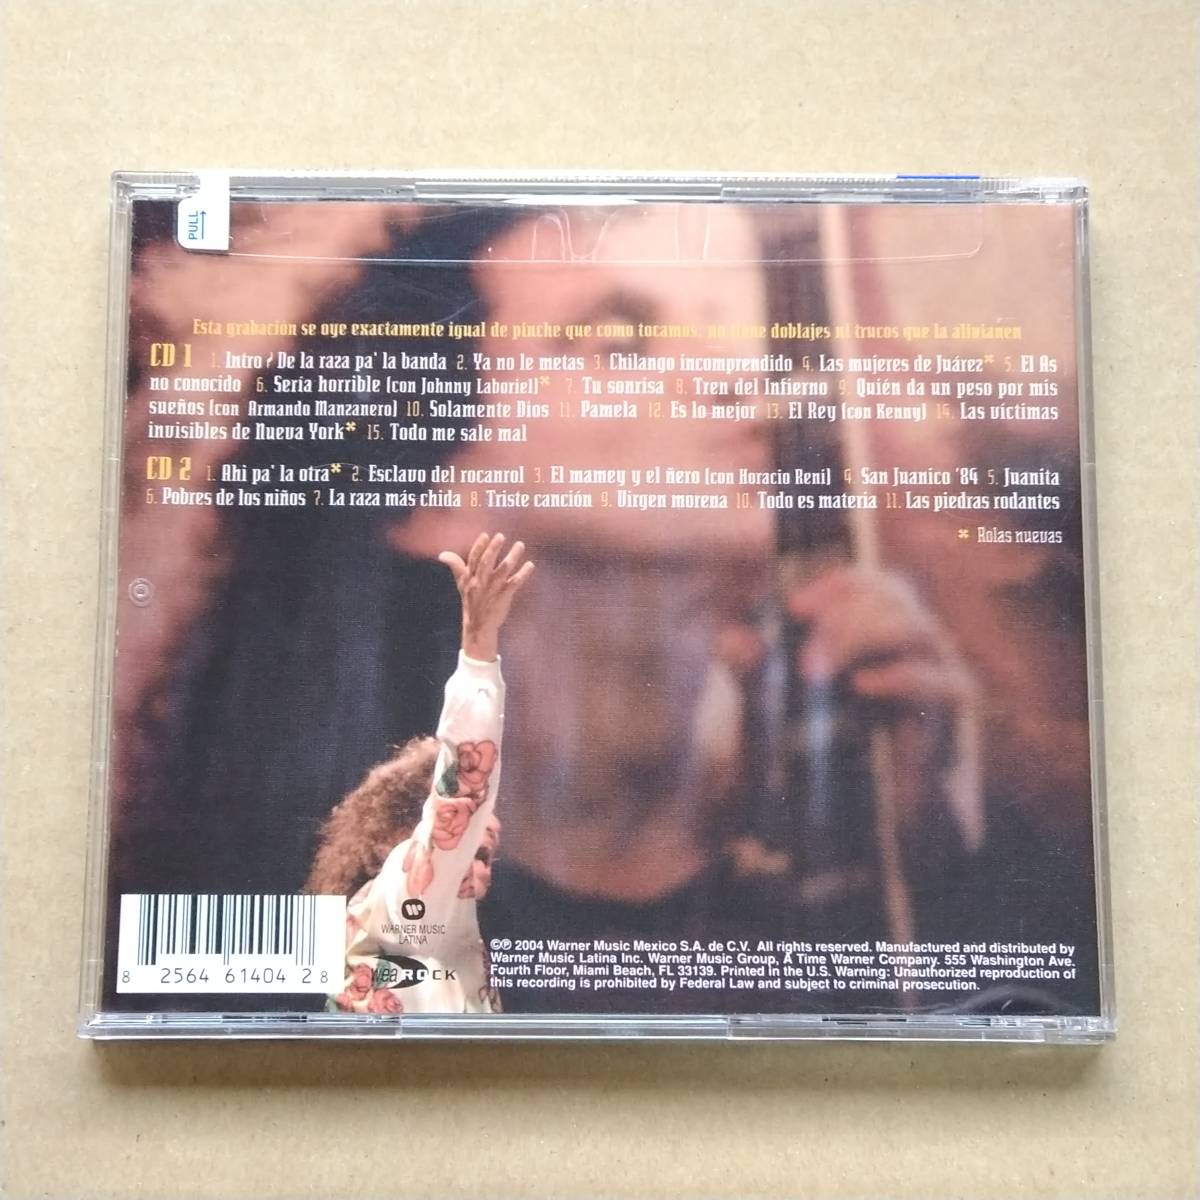 PULL
Esta grabación se oye exactamente igual de pinche que como tocamos, no tiene doblajes ni trucos que la alivianen
CD 1 1. Intro / De la raza pa' la banda 2. Ya no le metas 3. Chilango incomprendido 4. Las mujeres de Juárez* 5. El As
no conocido 6. Sería horrible (con Johnny Laboriel)* 7. Tu sonrisa 8. Tren del Infierno 9. Quién da un peso por mis
sueños (con Armando Manzanero) 10. Solamente Dios 11. Pamela 12. Es lo mejor 13. El Rey (con Kenny) 14. Las víctimas
invisibles de Nueva York* 15. Todo me sale mal
CD 2 1. Ahi pa' la otra* 2. Esclavo del rocanrol 3. El mamey y el ñero (con Horacio Reni) 4. San Juanico '84 5. Juanita
6. Pobres de los niños 7. La raza más chida 8. Triste canción 9. Virgen morena 10. Todo es materia 11. Las piedras rodantes
* Rolas nuevas
WARNER MUSIC
LATINA
wea ROCK
8 25646 14042 8
©℗ 2004 Warner Music Mexico S.A. de C.V. All rights reserved. Manufactured and distributed by
Warner Music Latina Inc. Warner Music Group, A Time Warner Company. 555 Washington Ave.
Fourth Floor, Miami Beach, FL 33139. Printed in the U.S. Warning: Unauthorized reproduction of
this recording is prohibited by Federal Law and subject to criminal prosecution.